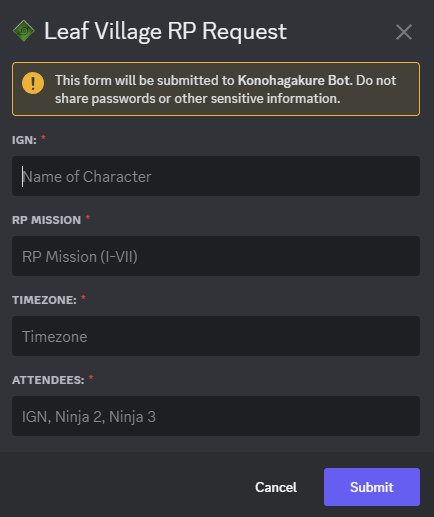 Leaf Village RP Request
This form will be submitted to Konohagakure Bot. Do not
share passwords or other sensitive information.
IGN: *
Name of Character
RP MISSION *
RP Mission (I-VII)
TIMEZONE: *
Timezone
ATTENDEES: *
IGN, Ninja 2, Ninja 3
Cancel Submit